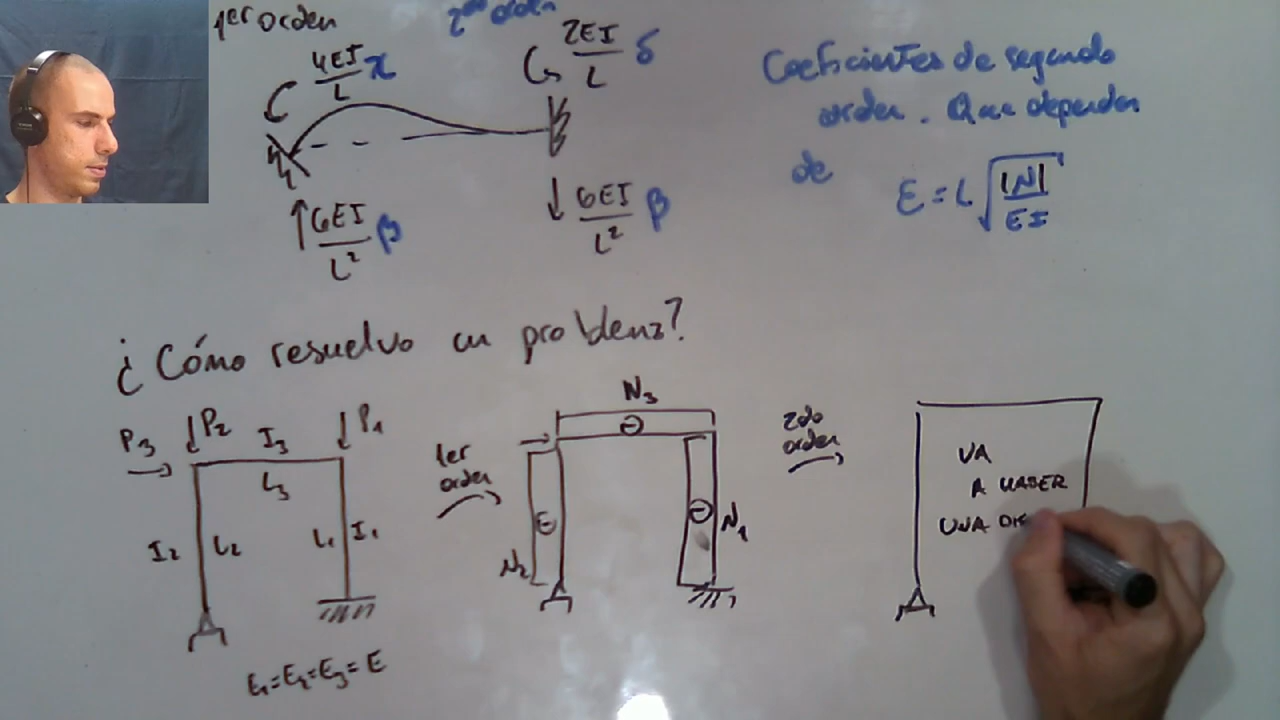 1er orden
2do orden
4EI/L α
2EI/L δ
6EI/L² β
6EI/L² β
Coeficientes de segundo
orden. Que dependen
de ε = L√(|N|/EI)
¿Cómo resuelvo un problema?
P3 P2 I3 P1
L3
I2 L2 L1 I1
E1=E2=E3=E
1er
orden
N3
N2
N1
2do
orden
VA
A HABER
UNA